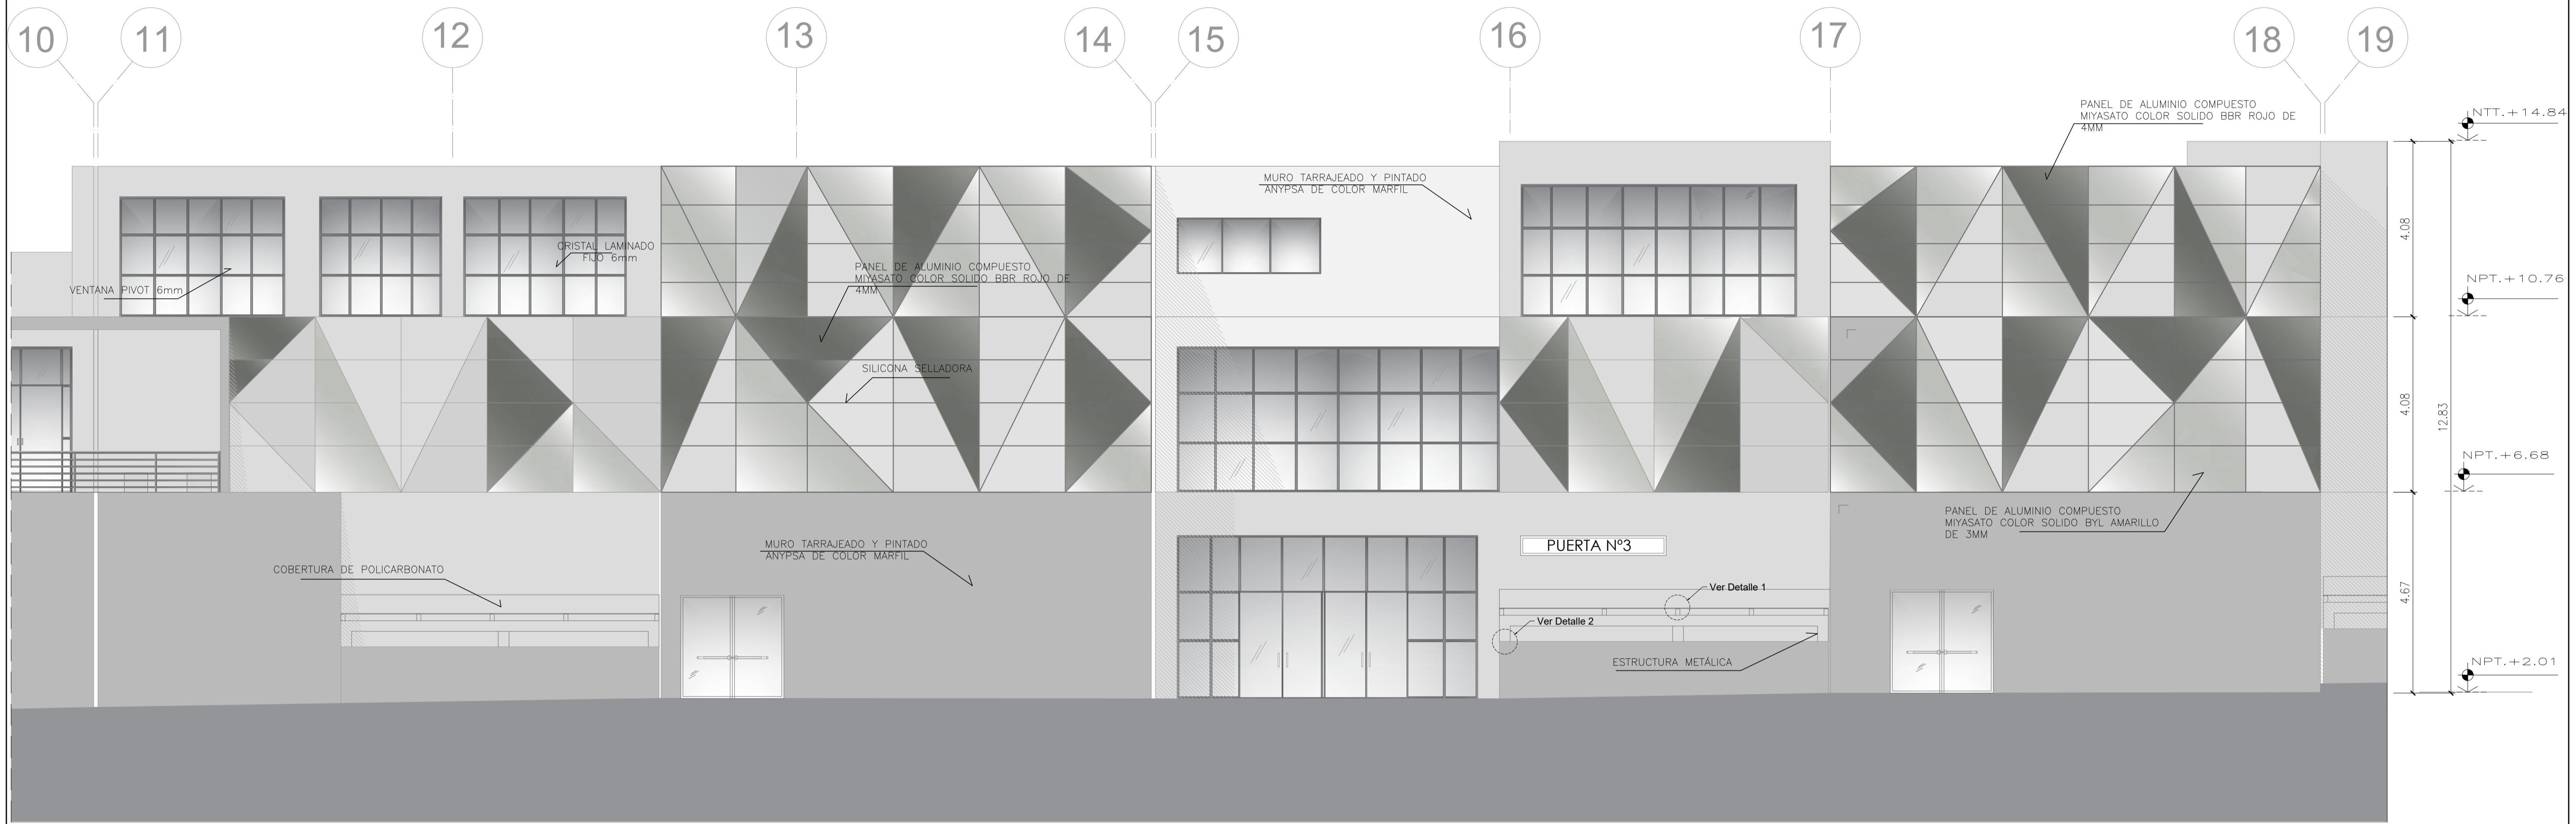 10
11
12
13
14
15
16
17
18
19
PANEL DE ALUMINIO COMPUESTO
MIYASATO COLOR SOLIDO BBR ROJO DE
4MM
NTT.+14.84
MURO TARRAJEADO Y PINTADO
ANYPSA DE COLOR MARFIL
4.08
CRISTAL LAMINADO
FIJO 6mm
PANEL DE ALUMINIO COMPUESTO
MIYASATO COLOR SOLIDO BBR ROJO DE
4MM
VENTANA PIVOT 6mm
NPT.+10.76
SILICONA SELLADORA
4.08
12.83
NPT.+6.68
PANEL DE ALUMINIO COMPUESTO
MIYASATO COLOR SOLIDO BYL AMARILLO
DE 3MM
MURO TARRAJEADO Y PINTADO
ANYPSA DE COLOR MARFIL
PUERTA Nº3
COBERTURA DE POLICARBONATO
Ver Detalle 1
4.67
Ver Detalle 2
ESTRUCTURA METÁLICA
NPT.+2.01